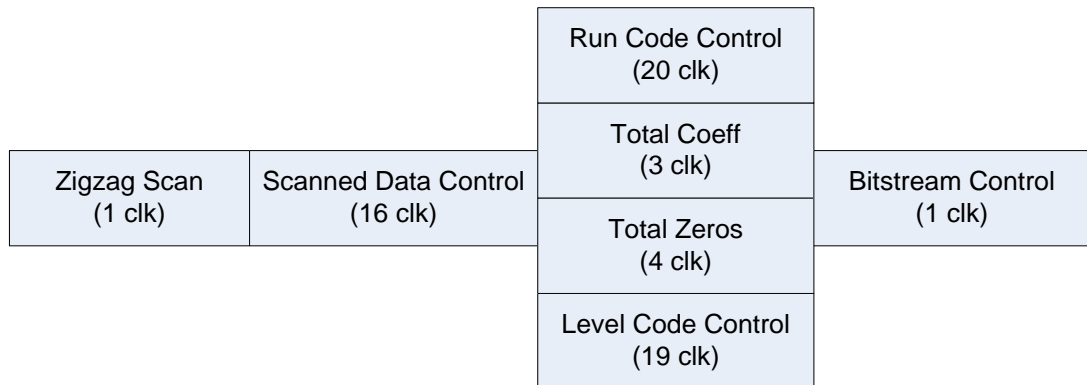 Zigzag Scan
(1 clk)
Scanned Data Control
(16 clk)
Run Code Control
(20 clk)
Total Coeff
(3 clk)
Total Zeros
(4 clk)
Level Code Control
(19 clk)
Bitstream Control
(1 clk)